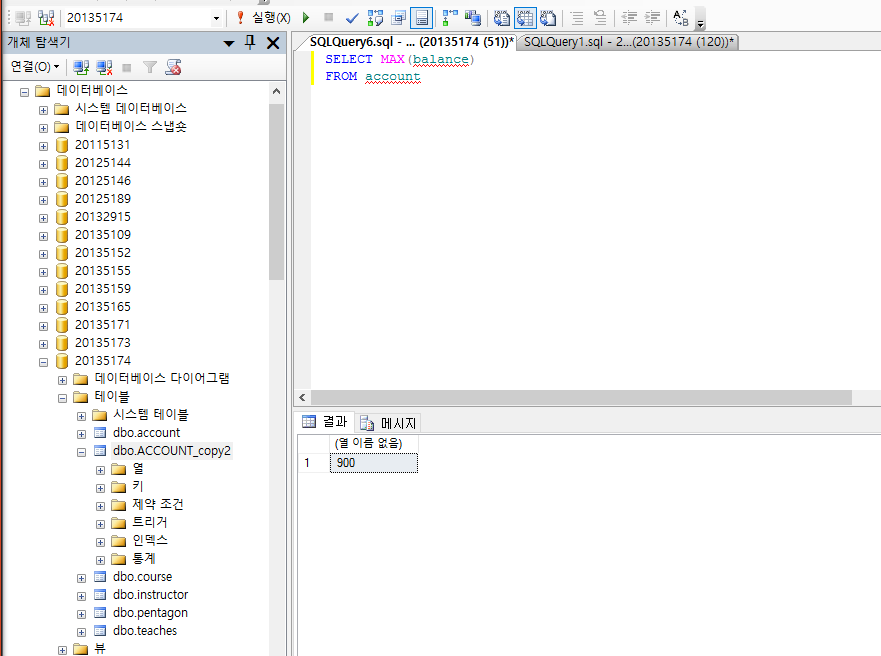 20135174 실행(X)
개체 탐색기
연결(O)
데이터베이스
시스템 데이터베이스
데이터베이스 스냅숏
20115131
20125144
20125146
20125189
20132915
20135109
20135152
20135155
20135159
20135165
20135171
20135173
20135174
데이터베이스 다이어그램
테이블
시스템 테이블
dbo.account
dbo.ACCOUNT_copy2
열
키
제약 조건
트리거
인덱스
통계
dbo.course
dbo.instructor
dbo.pentagon
dbo.teaches
뷰
SQLQuery6.sql - ... (20135174 (51))* SQLQuery1.sql - 2...(20135174 (120))*
SELECT MAX(balance)
FROM account
결과 메시지
(열 이름 없음)
1 900